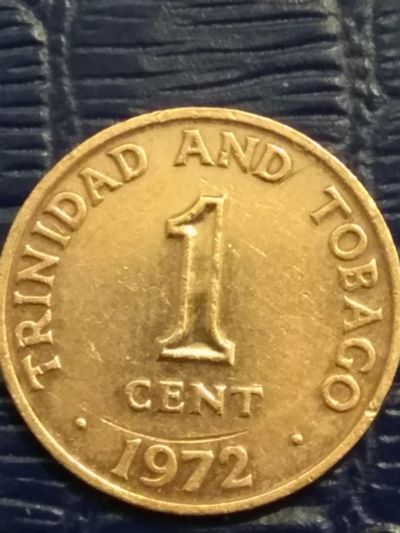 TRINIDAD AND TOBAGO
1
CENT
· 1972 ·